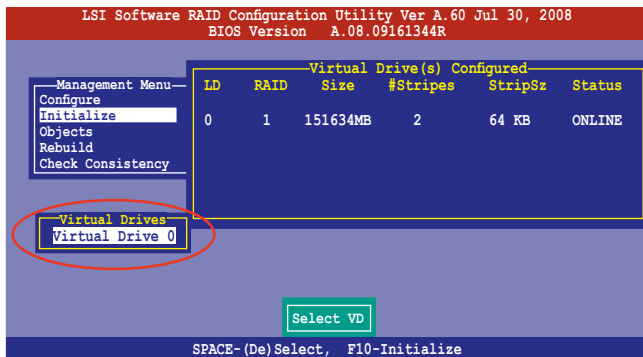 LSI Software RAID Configuration Utility Ver A.60 Jul 30, 2008
BIOS Version A.08.09161344R
Virtual Drive(s) Configured
LD RAID Size #Stripes StripSz Status
0 1 151634MB 2 64 KB ONLINE
Management Menu
Configure
Initialize
Objects
Rebuild
Check Consistency
Virtual Drives
Virtual Drive 0
Select VD
SPACE-(De)Select, F10-Initialize